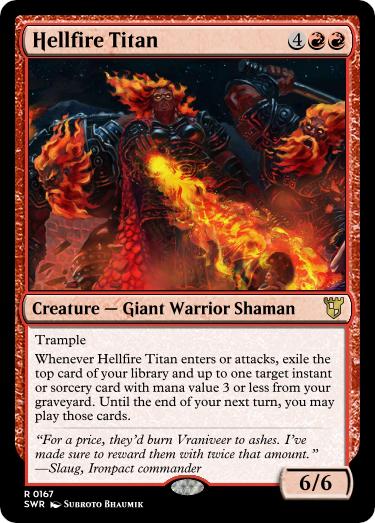 Hellfire Titan 4
Creature — Giant Warrior Shaman
Trample
Whenever Hellfire Titan enters or attacks, exile the
top card of your library and up to one target instant
or sorcery card with mana value 3 or less from your
graveyard. Until the end of your next turn, you may
play those cards.
“For a price, they’d burn Vraniveer to ashes. I’ve
made sure to reward them with twice that amount.”
—Slaug, Ironpact commander
6/6
R 0167
SWR Subroto Bhaumik